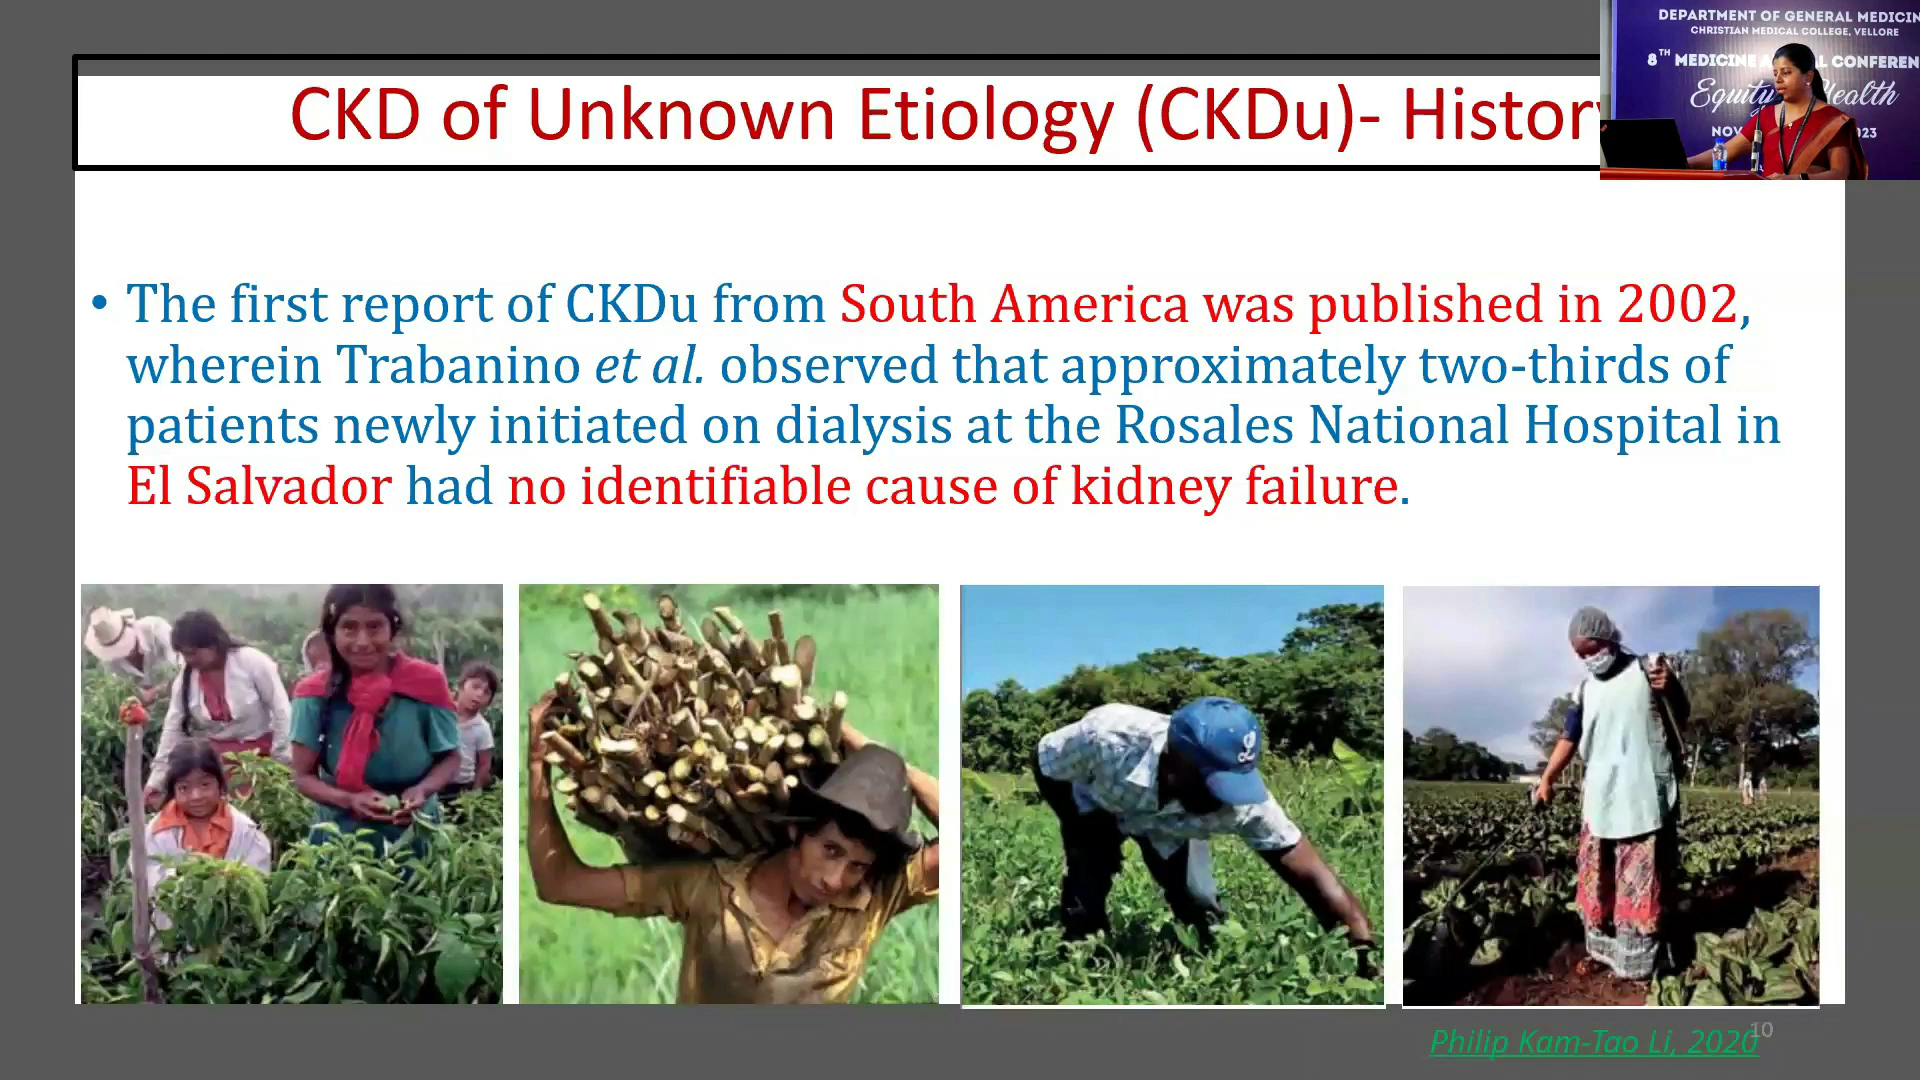 DEPARTMENT OF GENERAL MEDICIN
CHRISTIAN MEDICAL COLLEGE, VELLORE
8TH MEDICINE A L CONFEREN
Equity Health
NOV 023
CKD of Unknown Etiology (CKDu)- History
• The first report of CKDu from South America was published in 2002,
wherein Trabanino et al. observed that approximately two-thirds of
patients newly initiated on dialysis at the Rosales National Hospital in
El Salvador had no identifiable cause of kidney failure.
Philip Kam-Tao Li, 2020
10